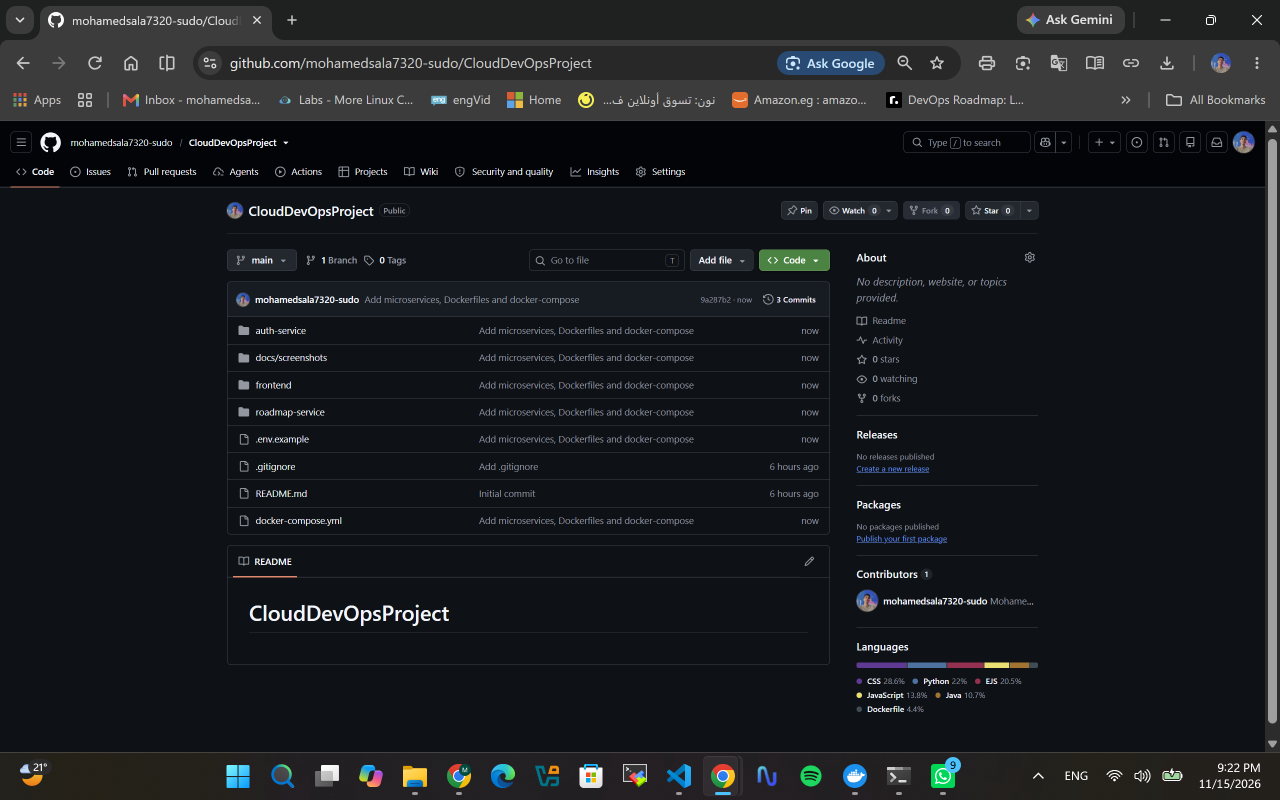 mohamedsala7320-sudo/Cloud
Ask Gemini
github.com/mohamedsala7320-sudo/CloudDevOpsProject
Ask Google
Apps
Inbox - mohamedsa...
Labs - More Linux C...
engVid
Home
نون: تسوق أونلاين ف...
Amazon.eg : amazo...
DevOps Roadmap: L...
All Bookmarks
mohamedsala7320-sudo / CloudDevOpsProject
Type / to search
Code
Issues
Pull requests
Agents
Actions
Projects
Wiki
Security and quality
Insights
Settings
CloudDevOpsProject Public
Pin
Watch 0
Fork 0
Star 0
main
1 Branch
0 Tags
Go to file T
Add file
Code
mohamedsala7320-sudo Add microservices, Dockerfiles and docker-compose 9a287b2 · now 3 Commits
auth-service Add microservices, Dockerfiles and docker-compose now
docs/screenshots Add microservices, Dockerfiles and docker-compose now
frontend Add microservices, Dockerfiles and docker-compose now
roadmap-service Add microservices, Dockerfiles and docker-compose now
.env.example Add microservices, Dockerfiles and docker-compose now
.gitignore Add .gitignore 6 hours ago
README.md Initial commit 6 hours ago
docker-compose.yml Add microservices, Dockerfiles and docker-compose now
README
CloudDevOpsProject
About
No description, website, or topics
provided.
Readme
Activity
0 stars
0 watching
0 forks
Releases
No releases published
Create a new release
Packages
No packages published
Publish your first package
Contributors 1
mohamedsala7320-sudo Mohame...
Languages
CSS 28.6% Python 22% EJS 20.5%
JavaScript 13.8% Java 10.7%
Dockerfile 4.4%
21°
9
ENG
9:22 PM
11/15/2026